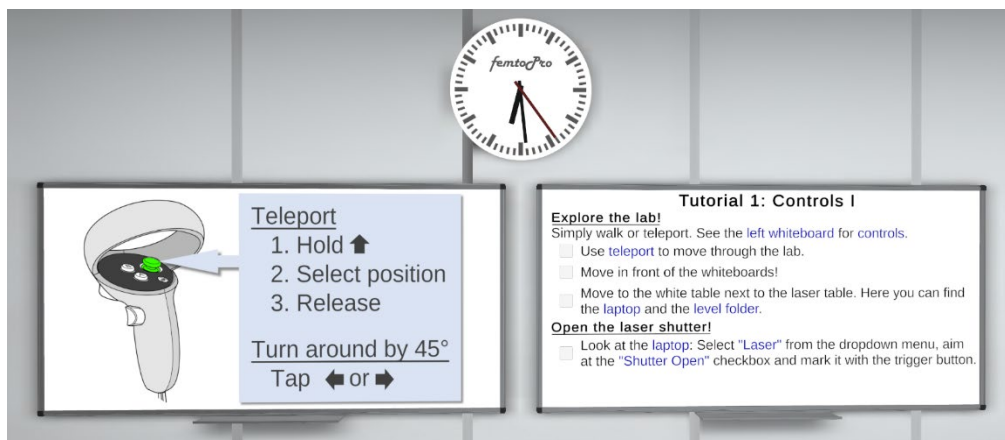 femtoPro
Teleport
1. Hold ⬆
2. Select position
3. Release
Turn around by 45°
Tap ⬅ or ➡
Tutorial 1: Controls I
Explore the lab!
Simply walk or teleport. See the left whiteboard for controls.
Use teleport to move through the lab.
Move in front of the whiteboards!
Move to the white table next to the laser table. Here you can find
the laptop and the level folder.
Open the laser shutter!
Look at the laptop: Select "Laser" from the dropdown menu, aim
at the "Shutter Open" checkbox and mark it with the trigger button.